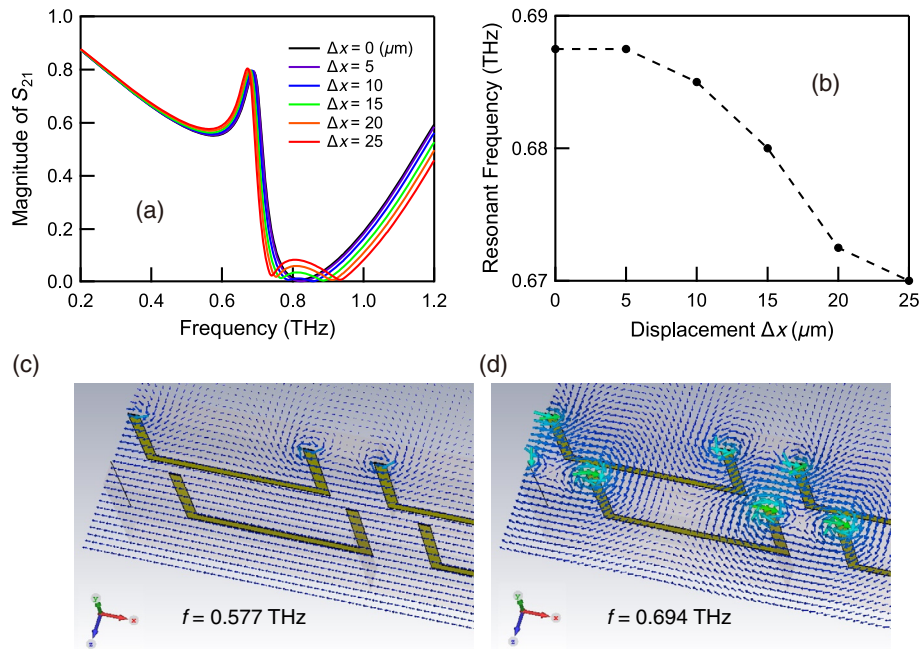 1.0
0.8
0.6
0.4
0.2
0.0
Magnitude of S21
0.2 0.4 0.6 0.8 1.0 1.2
Frequency (THz)
Δx = 0 (μm)
Δx = 5
Δx = 10
Δx = 15
Δx = 20
Δx = 25
(a)
0.69
0.68
0.67
Resonant Frequency (THz)
0 5 10 15 20 25
Displacement Δx (μm)
(b)
(c)
Y
X
Z
f = 0.577 THz
(d)
Y
X
Z
f = 0.694 THz